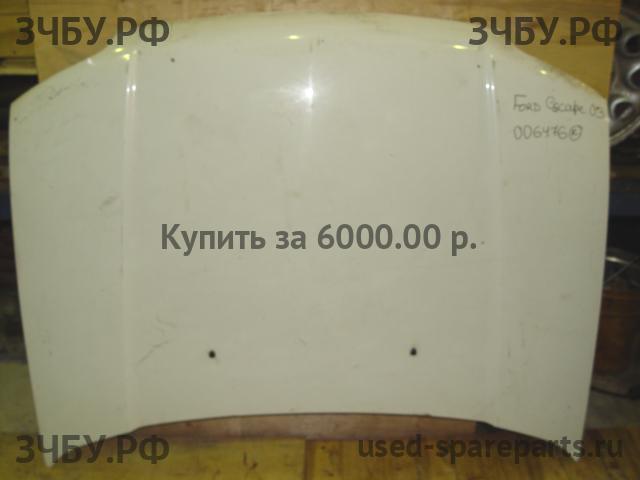 ЗЧБУ.РФ ЗЧБУ.РФ
Ford Escape 03
006476
Купить за 6000.00 р.
ЗЧБУ.РФ used-spareparts.ru